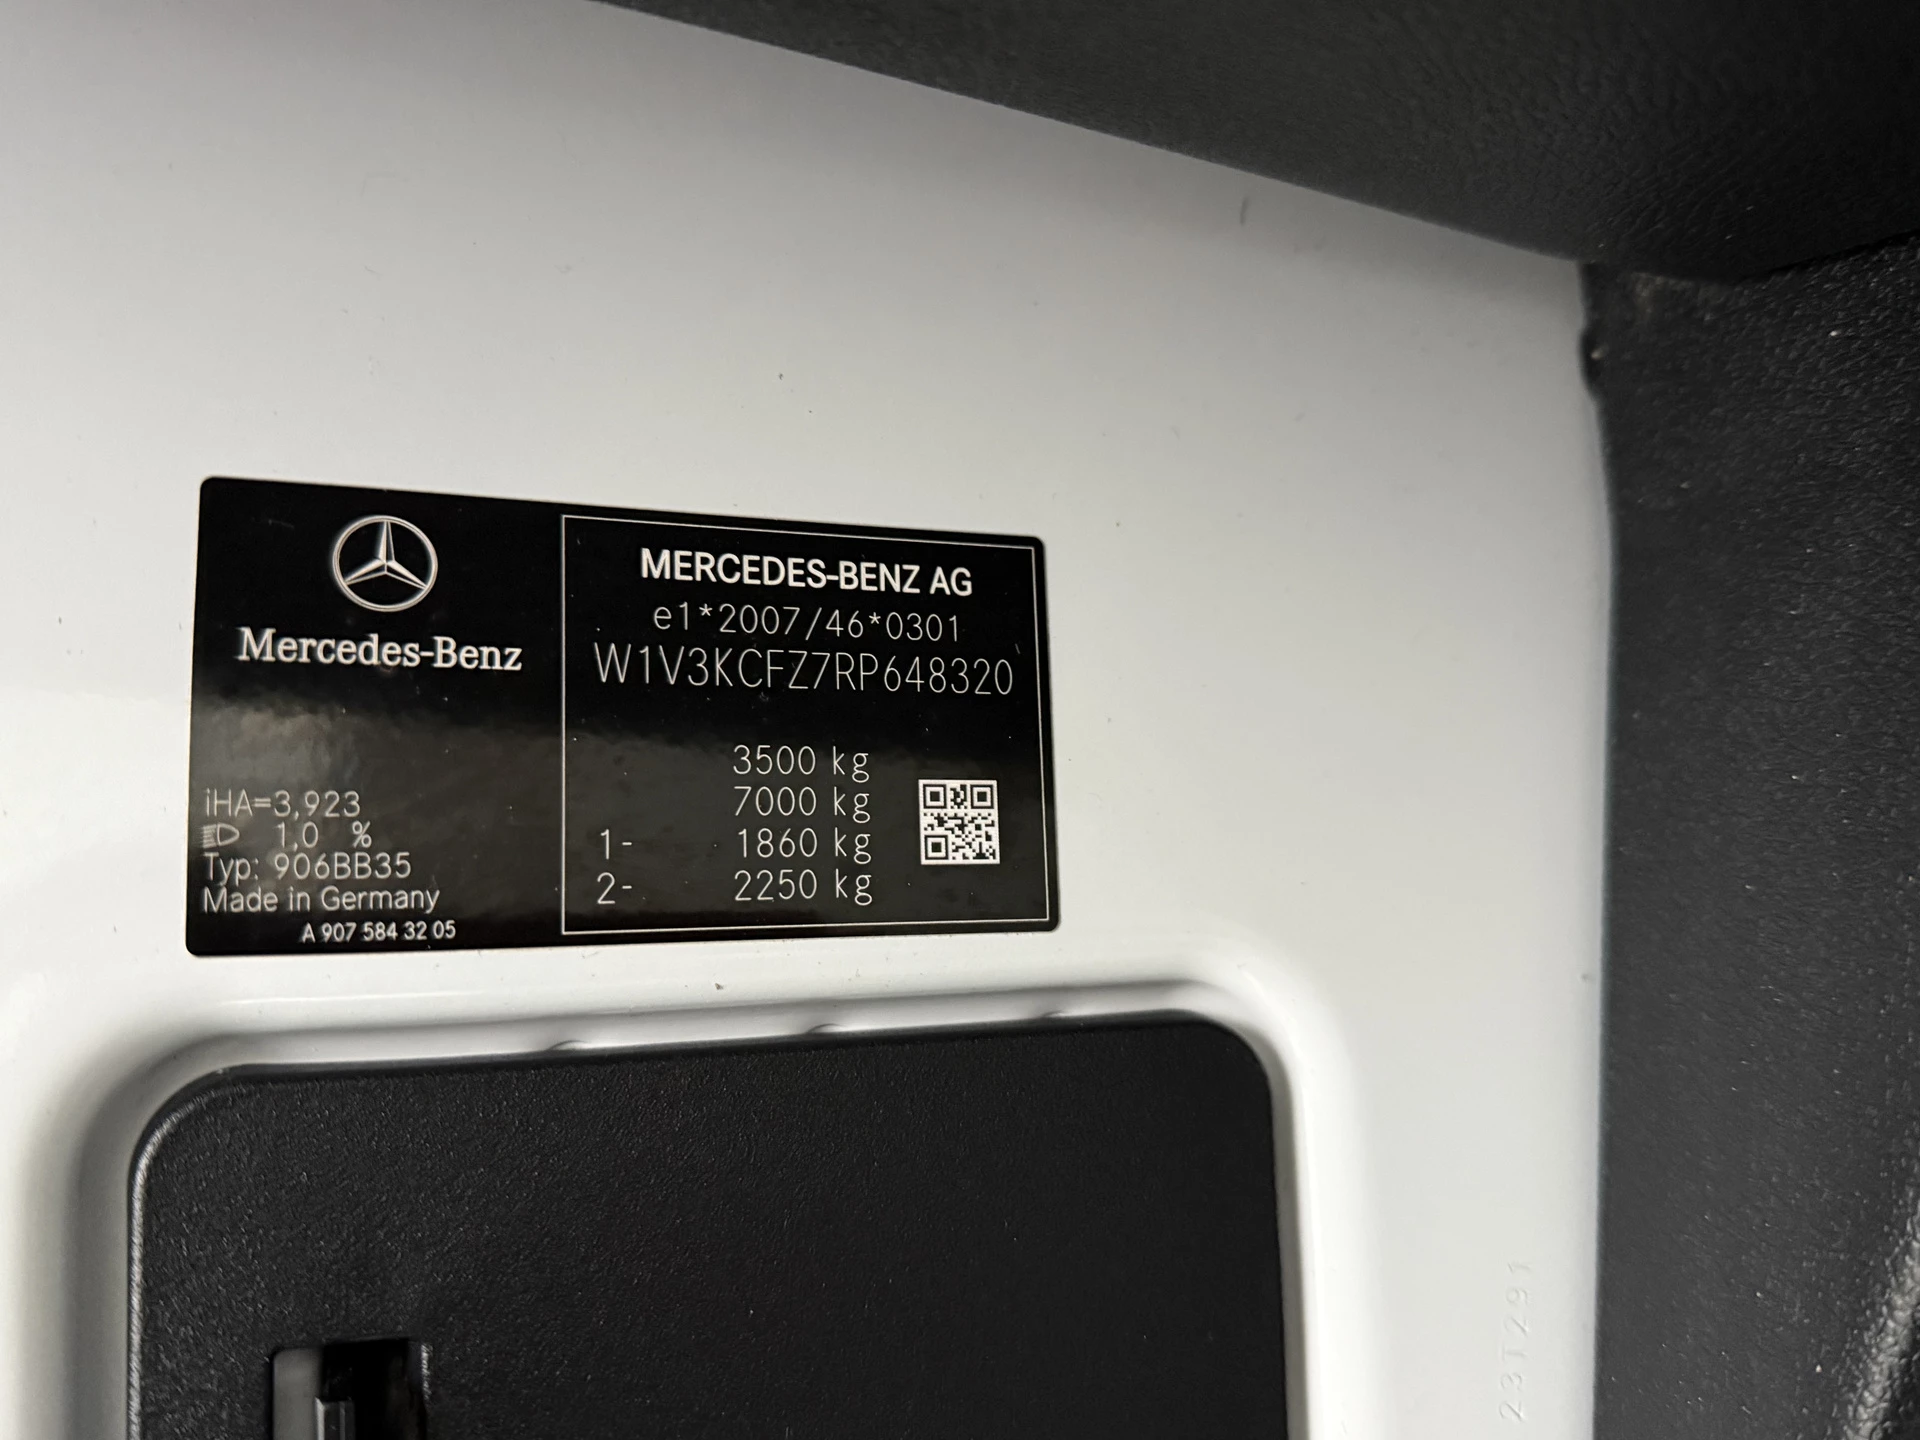 Mercedes-Benz
iHA=3,923
1,0 %
Typ: 906BB35
Made in Germany
A 907 584 32 05
MERCEDES-BENZ AG
e1*2007/46*0301
W1V3KCFZ7RP648320
3500 kg
7000 kg
1- 1860 kg
2- 2250 kg
23T291